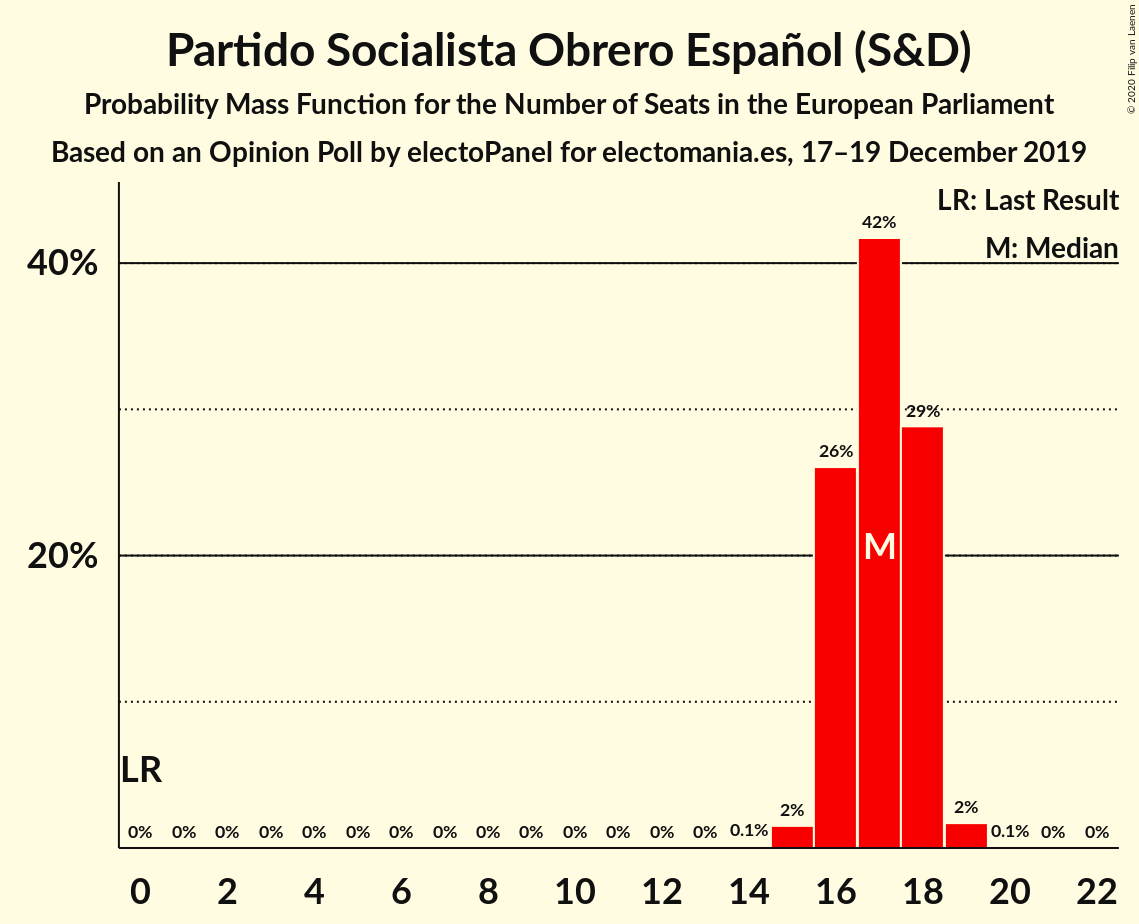 Partido Socialista Obrero Español (S&D)
Probability Mass Function for the Number of Seats in the European Parliament
Based on an Opinion Poll by electoPanel for electomania.es, 17–19 December 2019
© 2020 Filip van Laenen
LR: Last Result
M: Median
40%
20%
42%
29%
26%
M
LR
0% 0% 0% 0% 0% 0% 0% 0% 0% 0% 0% 0% 0% 0% 0.1% 2% 2% 0.1% 0% 0%
0 2 4 6 8 10 12 14 16 18 20 22